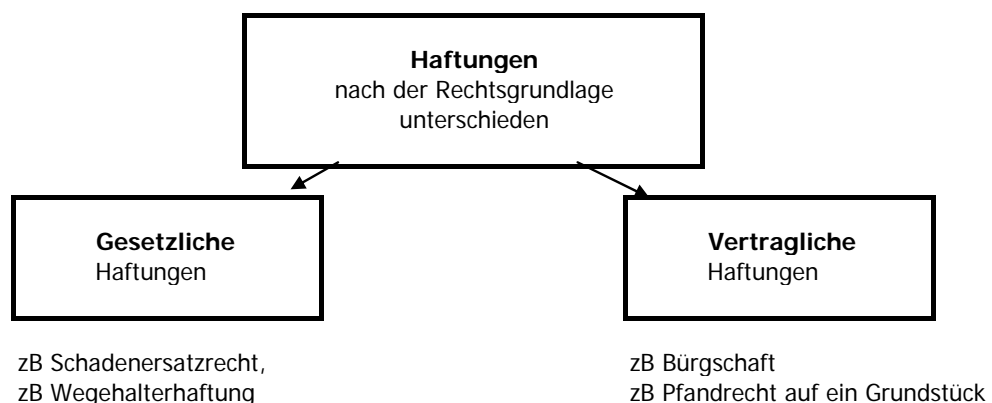 Haftungen
nach der Rechtsgrundlage
unterschieden
Gesetzliche
Haftungen
Vertragliche
Haftungen
zB Schadenersatzrecht,
zB Wegehalterhaftung
zB Bürgschaft
zB Pfandrecht auf ein Grundstück